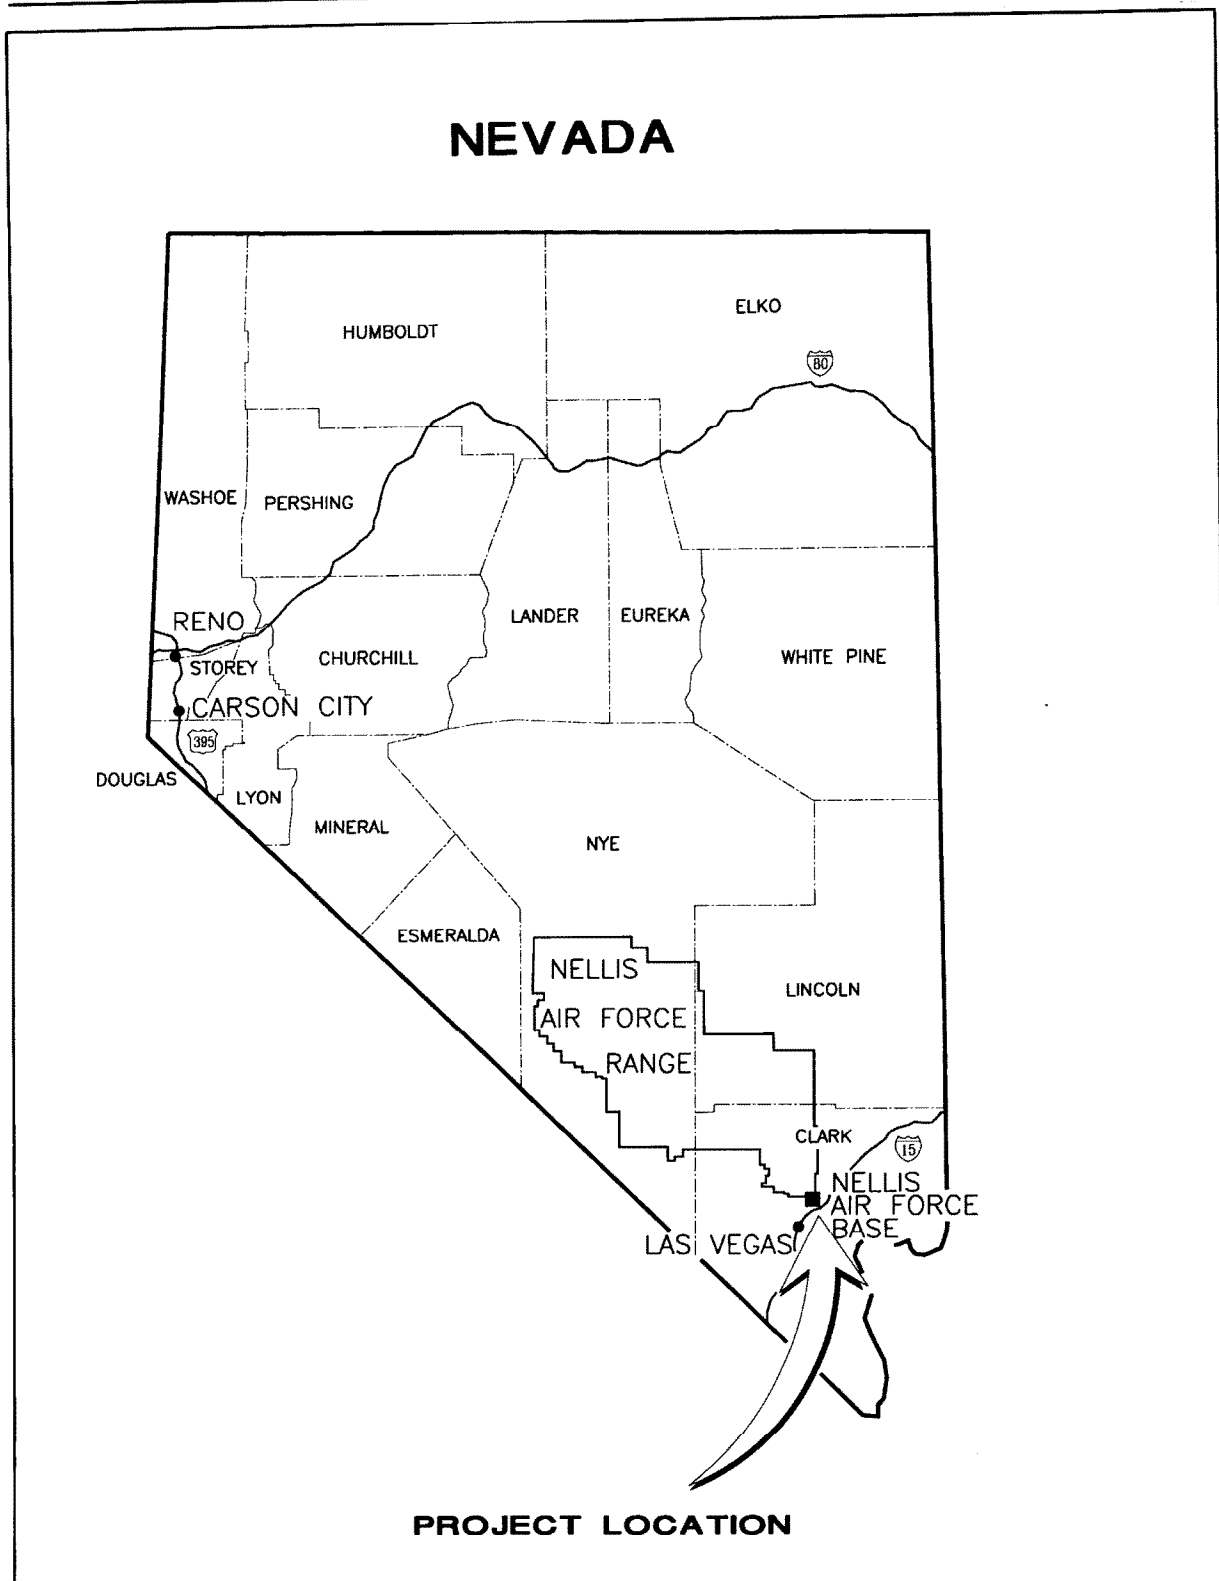 NEVADA
ELKO
HUMBOLDT
80
WASHOE
PERSHING
RENO
LANDER
EUREKA
STOREY
CHURCHILL
WHITE PINE
CARSON CITY
395
DOUGLAS
LYON
MINERAL
NYE
ESMERALDA
NELLIS
AIR FORCE
RANGE
LINCOLN
CLARK
15
NELLIS
AIR FORCE
BASE
LAS VEGAS
PROJECT LOCATION